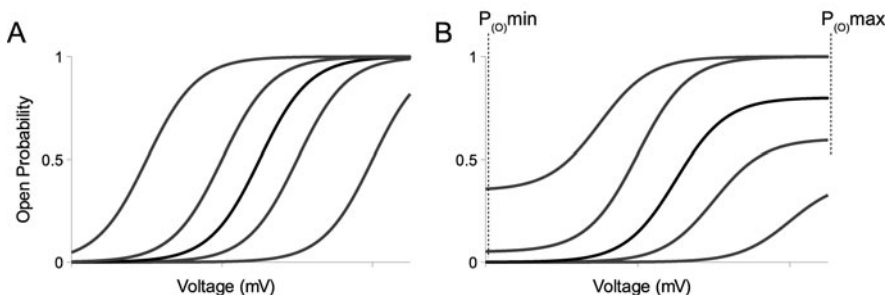 A
Open Probability
1
0.5
0
Voltage (mV)
B
P(O)min
P(O)max
1
0.5
0
Voltage (mV)